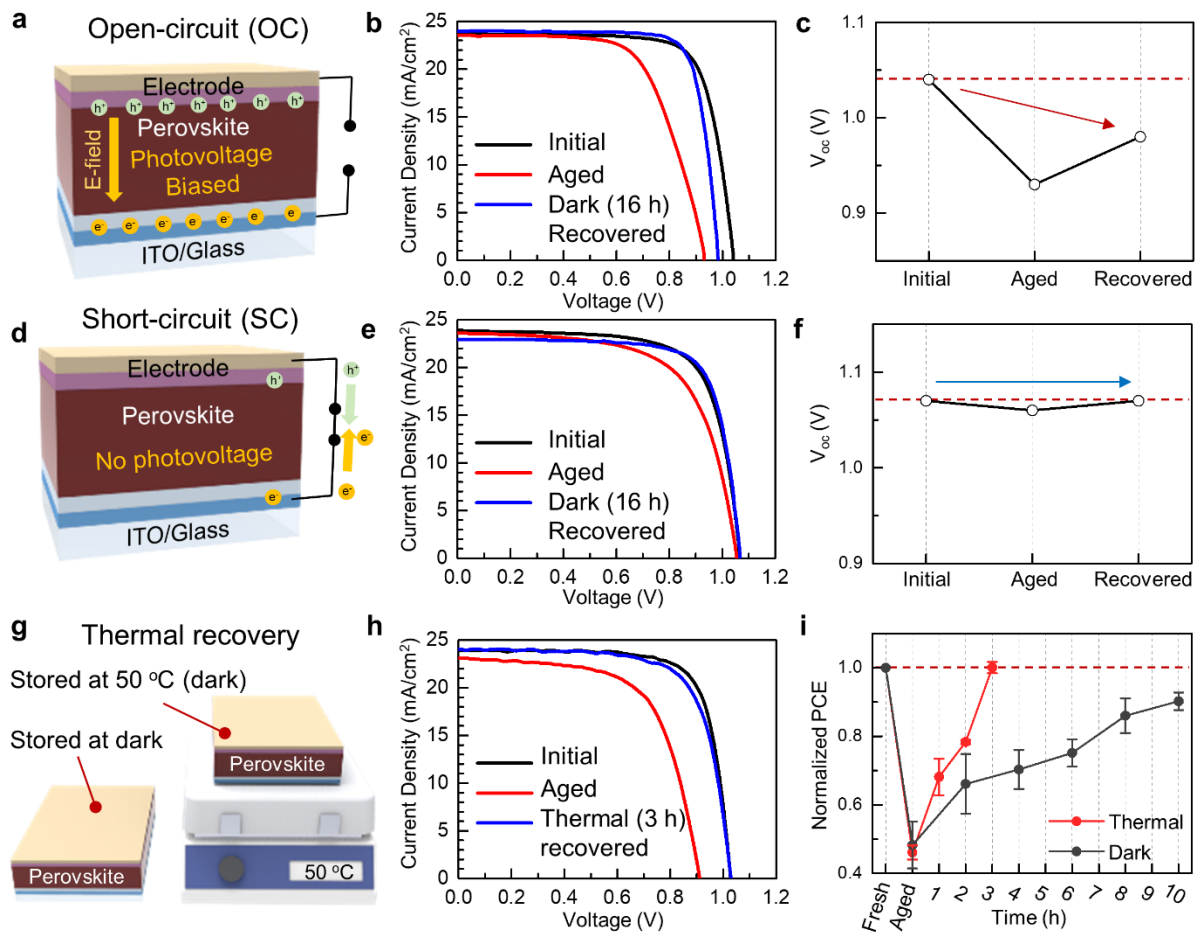 a
Open-circuit (OC)
Electrode
h⁺ h⁺ h⁺ h⁺ h⁺ h⁺ h⁺
E-field
Perovskite
Photovoltage
Biased
e⁻ e⁻ e⁻ e⁻ e⁻ e⁻ e⁻
ITO/Glass
b
Current Density (mA/cm²)
25
20
15
10
5
0
Initial
Aged
Dark (16 h)
Recovered
0.0 0.2 0.4 0.6 0.8 1.0 1.2
Voltage (V)
c
Voc (V)
1.1
1.0
0.9
Initial Aged Recovered
d
Short-circuit (SC)
Electrode
h⁺
h⁺
Perovskite
No photovoltage
e⁻
e⁻
e⁻
ITO/Glass
e
Current Density (mA/cm²)
25
20
15
10
5
0
Initial
Aged
Dark (16 h)
Recovered
0.0 0.2 0.4 0.6 0.8 1.0 1.2
Voltage (V)
f
Voc (V)
1.1
1.0
0.9
Initial Aged Recovered
g
Thermal recovery
Stored at 50 °C (dark)
Stored at dark
Perovskite
Perovskite
50 °C
h
Current Density (mA/cm²)
25
20
15
10
5
0
Initial
Aged
Thermal (3 h)
recovered
0.0 0.2 0.4 0.6 0.8 1.0 1.2
Voltage (V)
i
Normalized PCE
1.0
0.8
0.6
0.4
Thermal
Dark
Fresh Aged 1 2 3 4 5 6 7 8 9 10
Time (h)